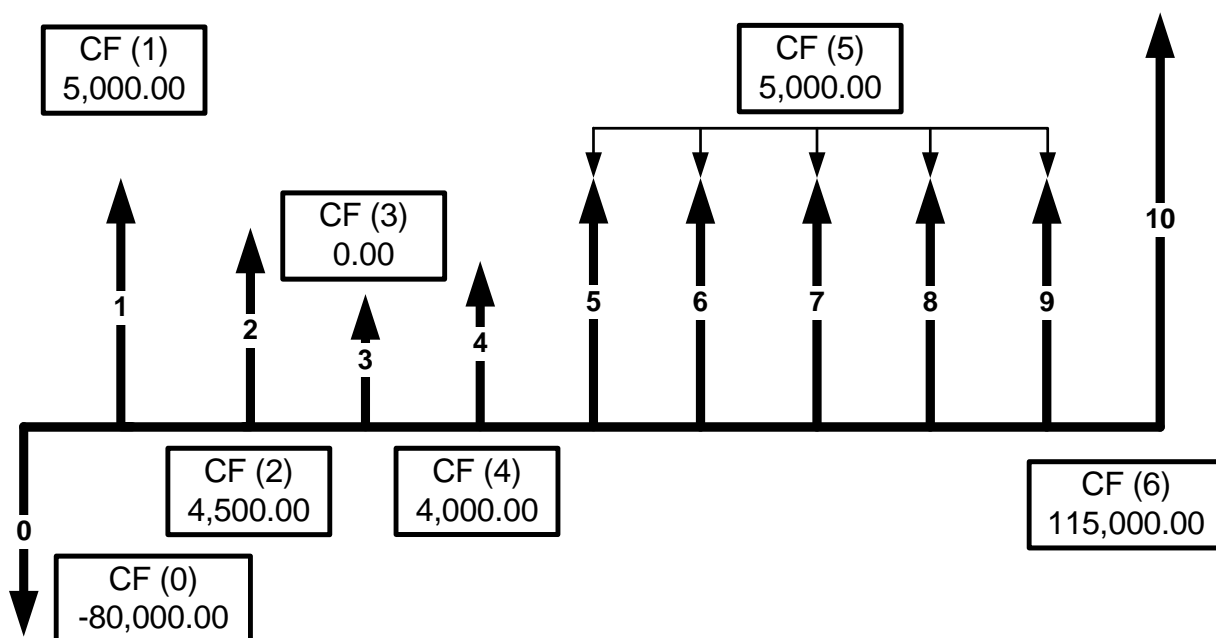 CF (1)
5,000.00
CF (5)
5,000.00
CF (3)
0.00
10
1
2
3
4
5
6
7
8
9
CF (2)
4,500.00
CF (4)
4,000.00
CF (6)
115,000.00
0
CF (0)
-80,000.00